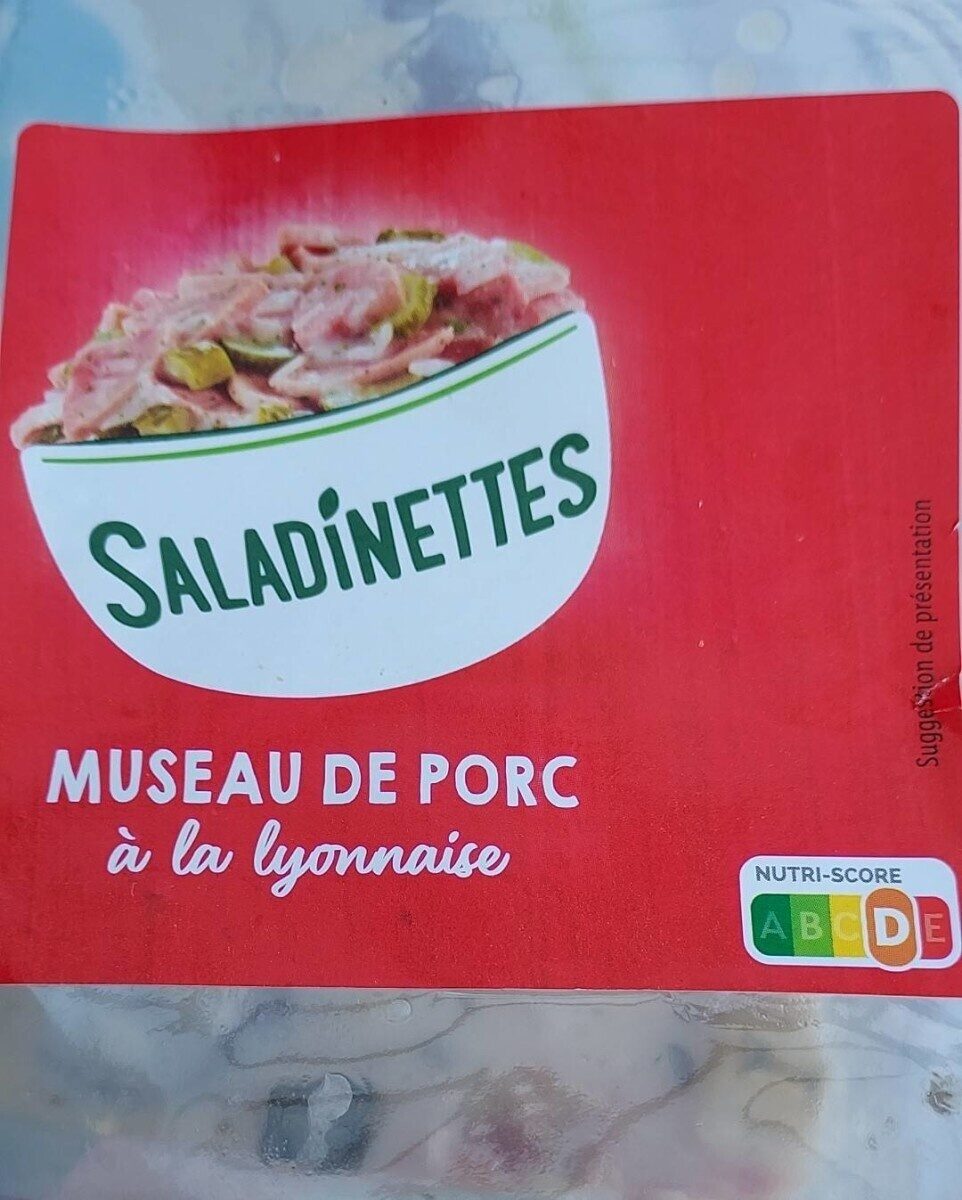 SALADINETTES
MUSEAU DE PORC
à la lyonnaise
Suggestion de présentation
NUTRI-SCORE
A B C D E